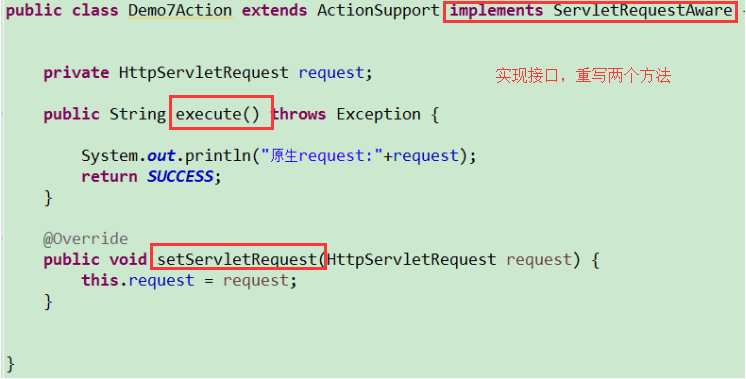 public class Demo7Action extends ActionSupport implements ServletRequestAware {
private HttpServletRequest request;
实现接口，重写两个方法
public String execute() throws Exception {
System.out.println("原生request:"+request);
return SUCCESS;
}
@Override
public void setServletRequest(HttpServletRequest request) {
this.request = request;
}
}